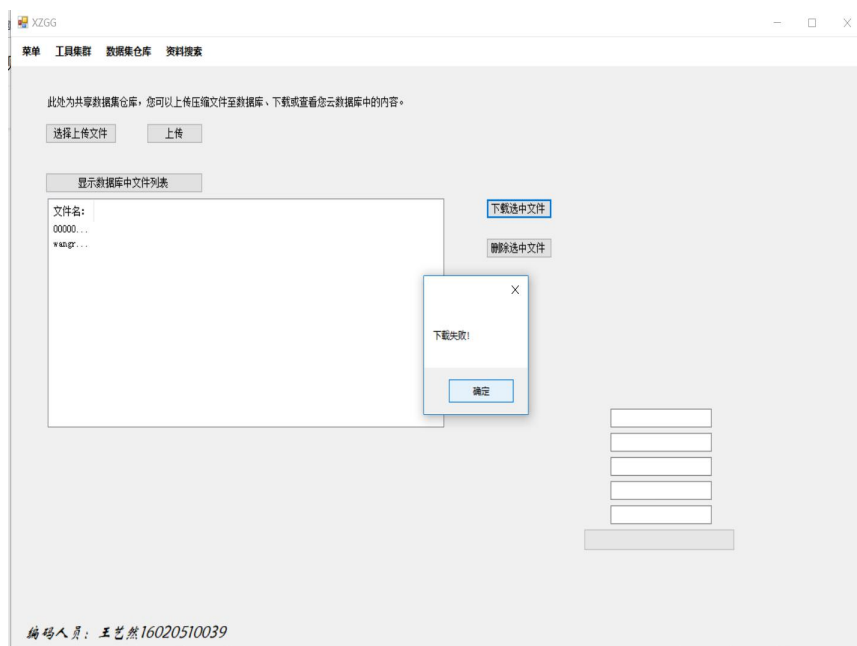 XZGG
菜单 工具集群 数据集仓库 资料搜索
此处为共享数据集仓库，您可以上传压缩文件至数据库、下载或查看您云数据库中的内容。
选择上传文件 上传
显示数据库中文件列表
文件名：
00000...
wangr...
下载选中文件
删除选中文件
下载失败!
确定
编码人员：王艺然16020510039